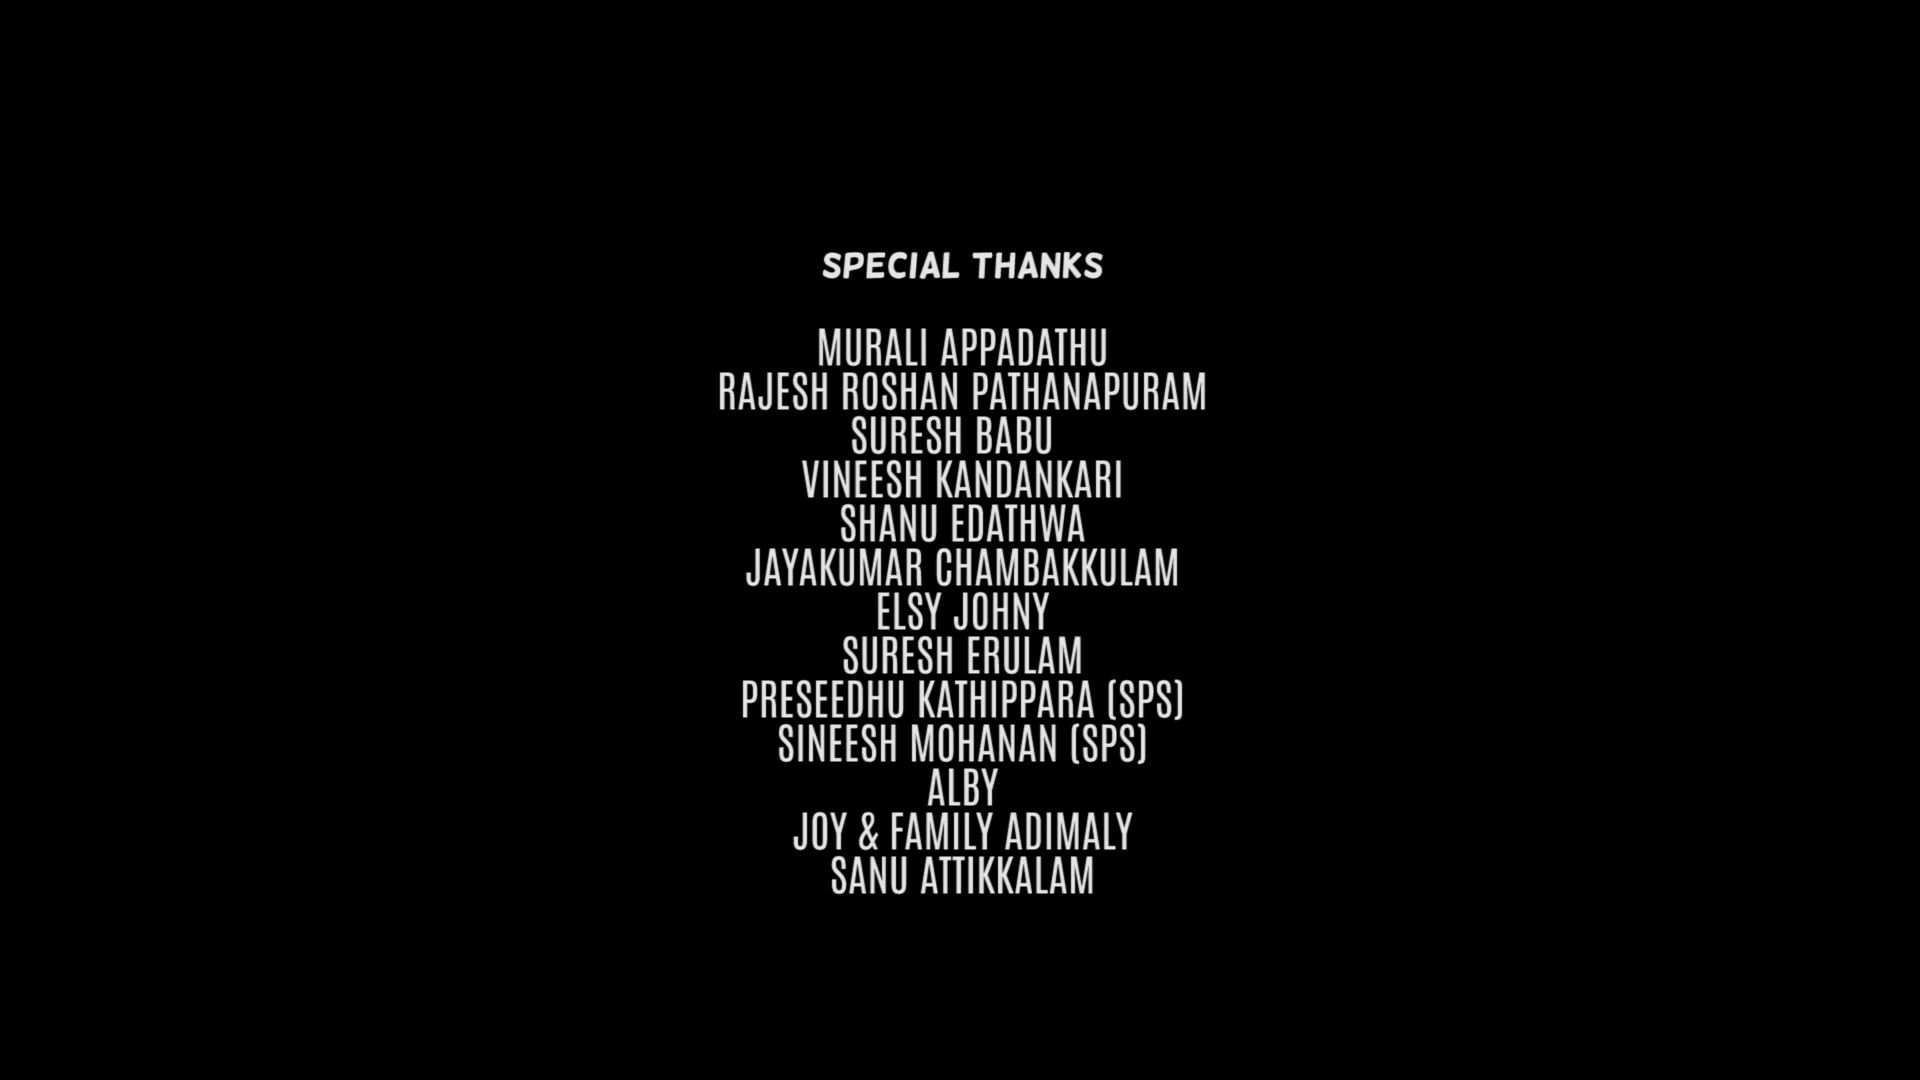 SPECIAL THANKS
MURALI APPADATHU
RAJESH ROSHAN PATHANAPURAM
SURESH BABU
VINEESH KANDANKARI
SHANU EDATHWA
JAYAKUMAR CHAMBAKKULAM
ELSY JOHNY
SURESH ERULAM
PRESEEDHU KATHIPPARA (SPS)
SINEESH MOHANAN (SPS)
ALBY
JOY & FAMILY ADIMALY
SANU ATTIKKALAM